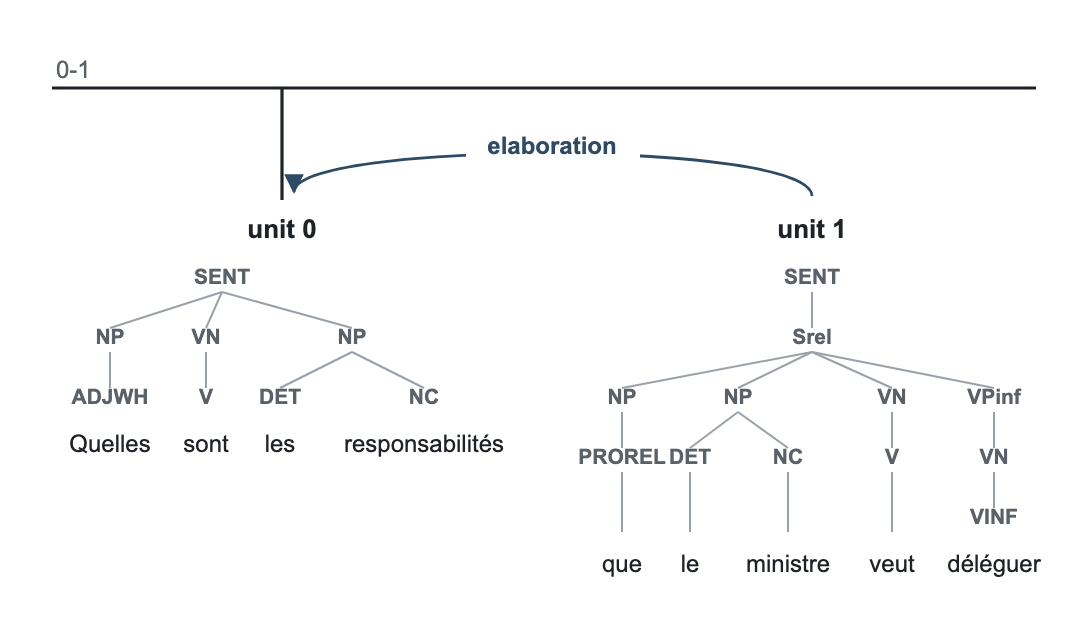 0-1
elaboration
unit 0 unit 1
SENT SENT
NP VN NP Srel
ADJWH V DET NC NP NP VN VPinf
Quelles sont les responsabilités
PROREL DET NC V VN
VINF
que le ministre veut déléguer